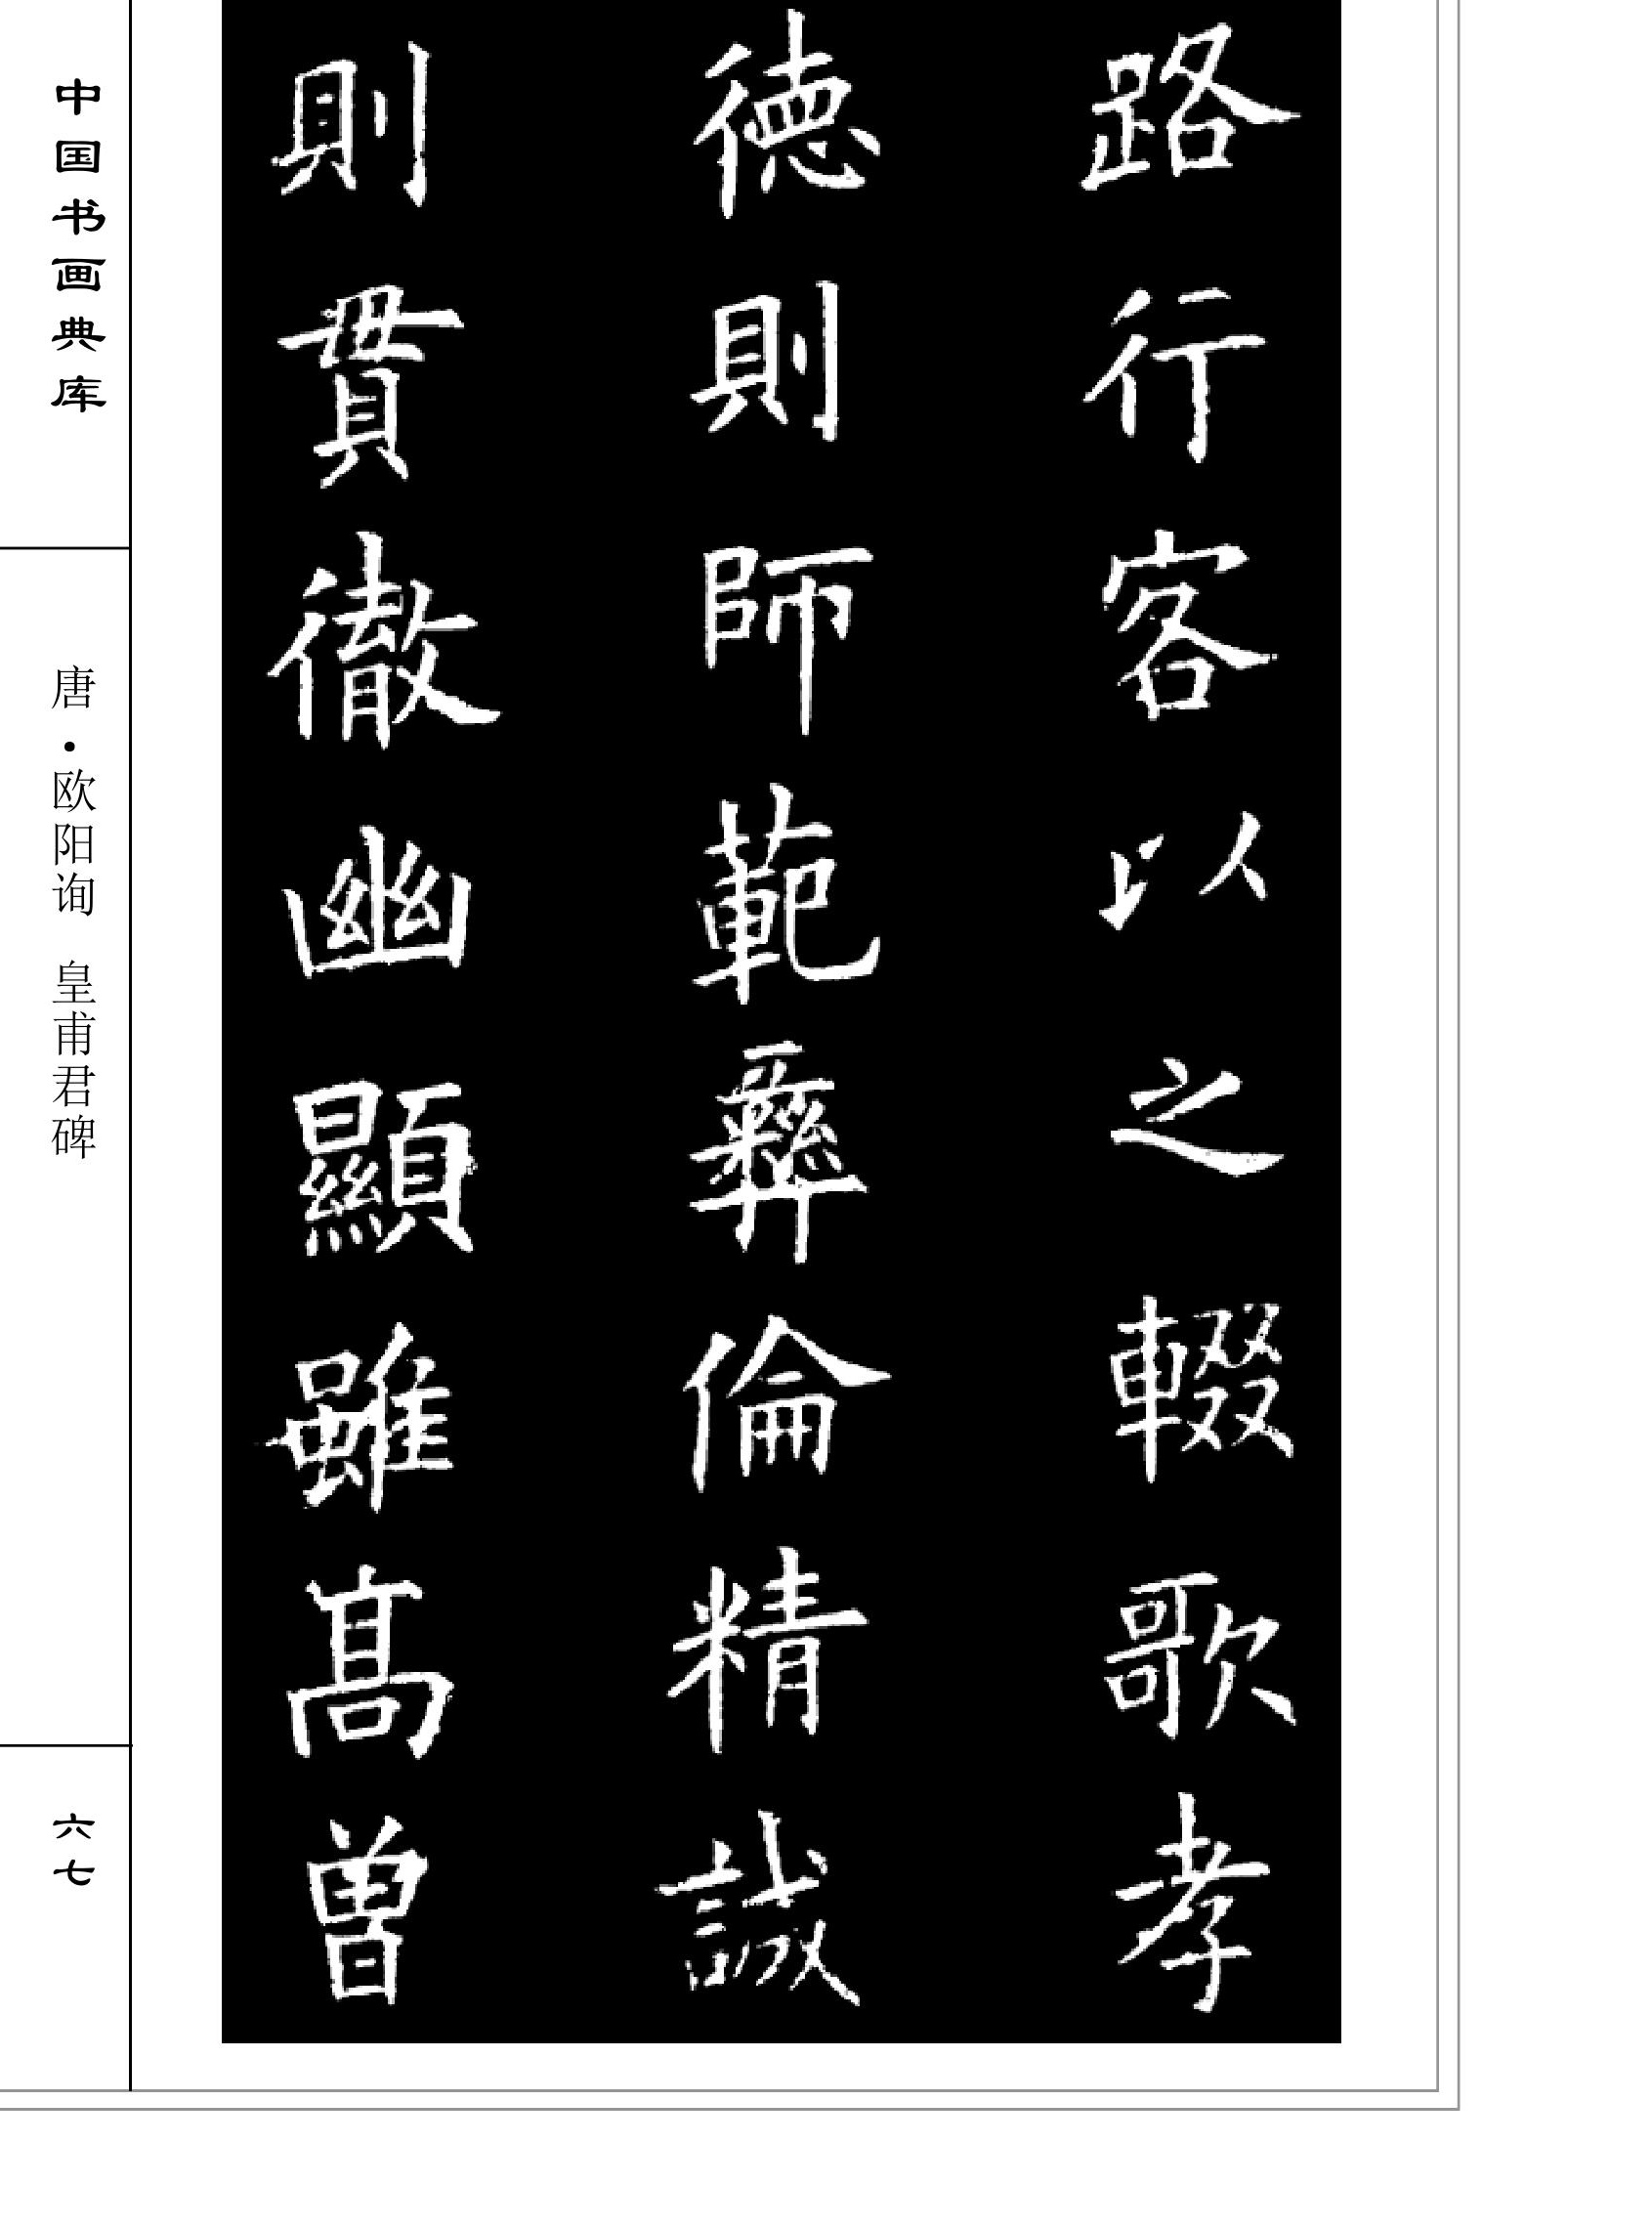 路行客以之輟歌孝
德則師範彝倫精誠
則貫徹幽顯雖高曾
中国书画典库
唐·欧阳询 皇甫君碑
六七